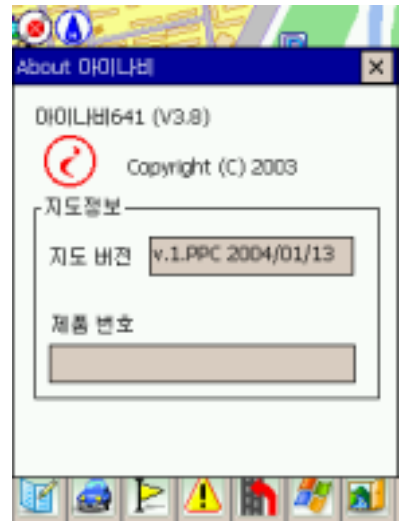 About 아이나비
아이나비641 (V3.8)
Copyright (C) 2003
지도정보
지도 버전 v.1.PPC 2004/01/13
제품 번호